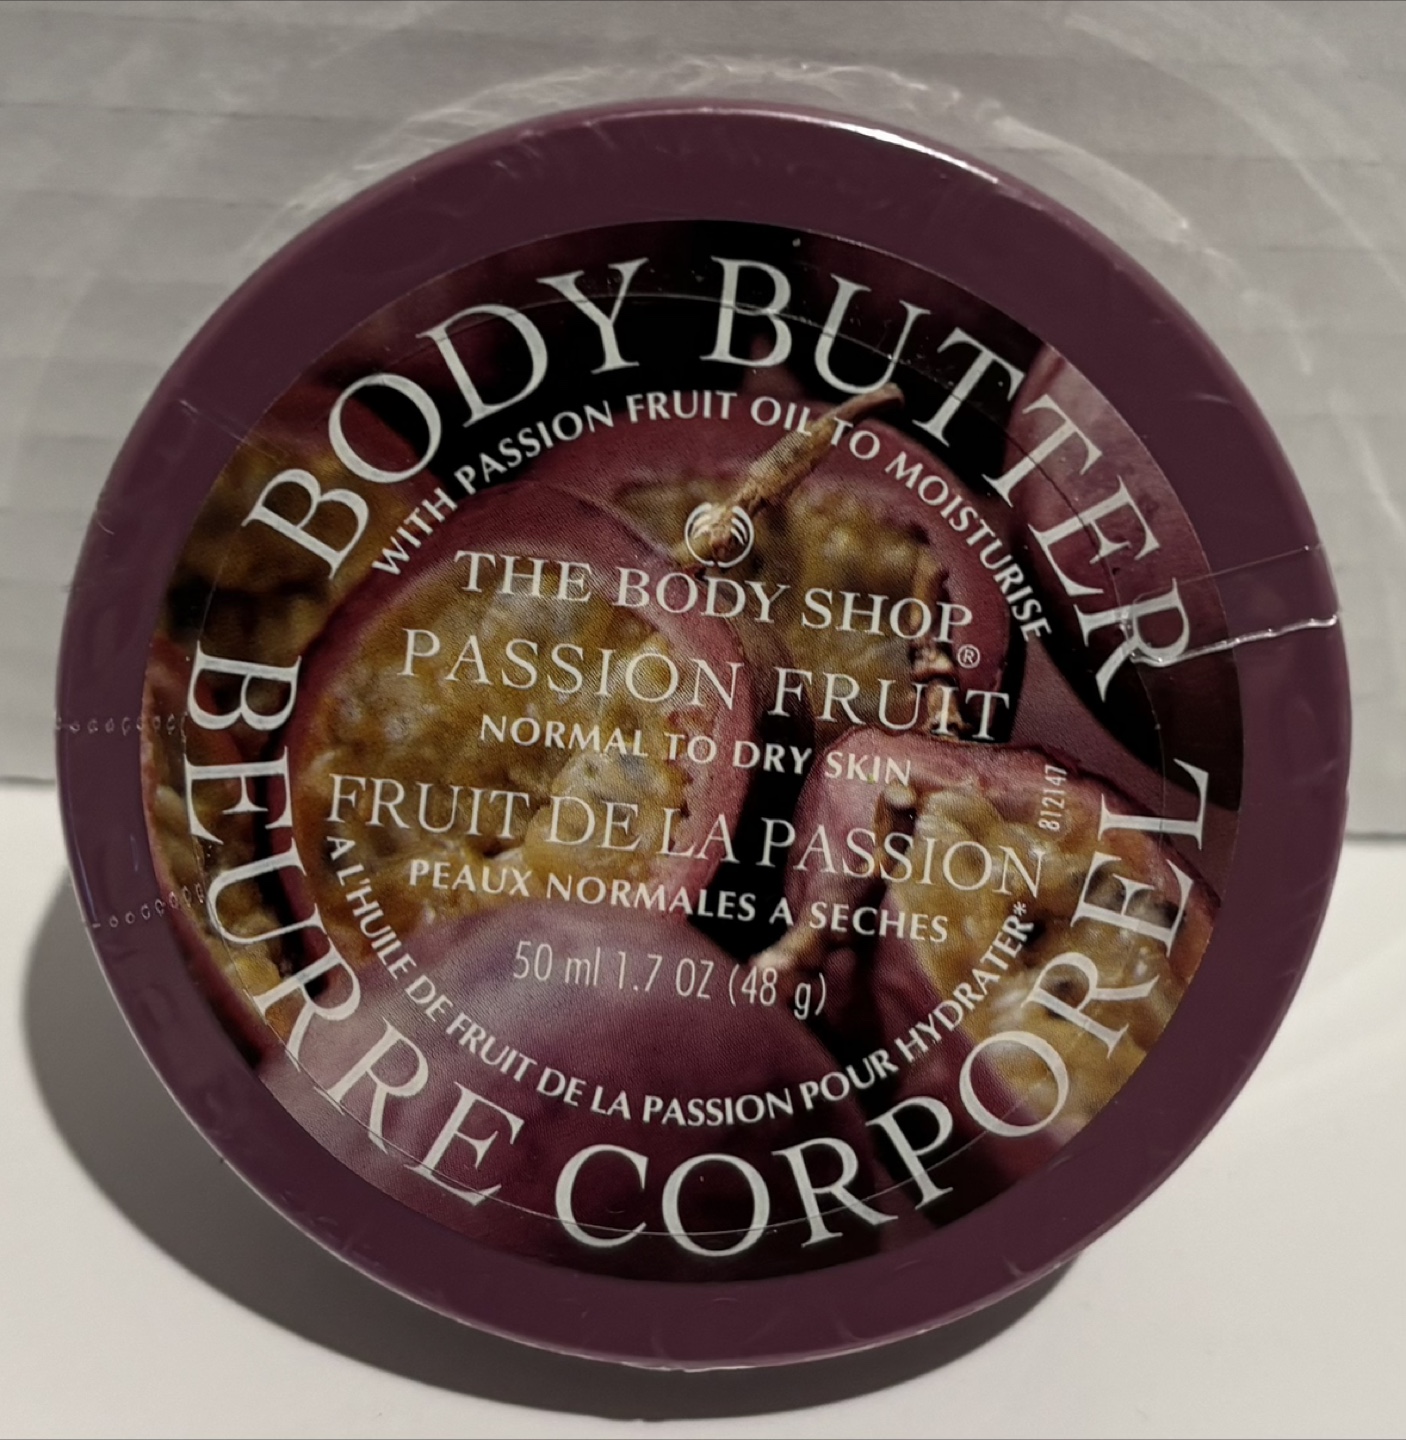 BODY BUTTER
WITH PASSION FRUIT OIL TO MOISTURISE
THE BODY SHOP®
PASSION FRUIT
NORMAL TO DRY SKIN
FRUIT DE LA PASSION
PEAUX NORMALES A SECHES
50 ml 1.7 OZ (48 g)
812147
A L'HUILE DE FRUIT DE LA PASSION POUR HYDRATER*
BEURRE CORPOREL